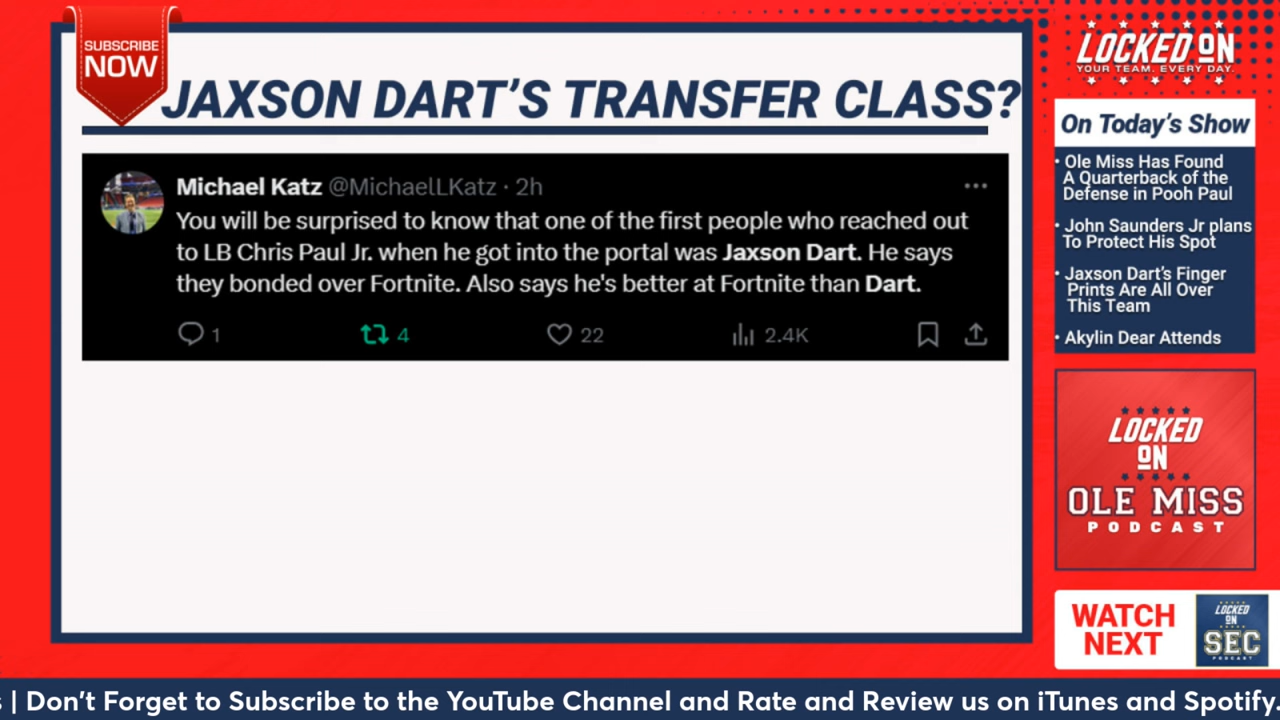 SUBSCRIBE
NOW
JAXSON DART'S TRANSFER CLASS?
Michael Katz @MichaelLKatz · 2h
You will be surprised to know that one of the first people who reached out
to LB Chris Paul Jr. when he got into the portal was Jaxson Dart. He says
they bonded over Fortnite. Also says he's better at Fortnite than Dart.
1 4 22 2.4K
LOCKED ON
YOUR TEAM. EVERY DAY.
On Today's Show
• Ole Miss Has Found
A Quarterback of the
Defense in Pooh Paul
• John Saunders Jr plans
To Protect His Spot
• Jaxson Dart's Finger
Prints Are All Over
This Team
• Akylin Dear Attends
LOCKED
ON
OLE MISS
PODCAST
WATCH
NEXT
LOCKED
ON
SEC
PODCAST
| Don't Forget to Subscribe to the YouTube Channel and Rate and Review us on iTunes and Spotify.